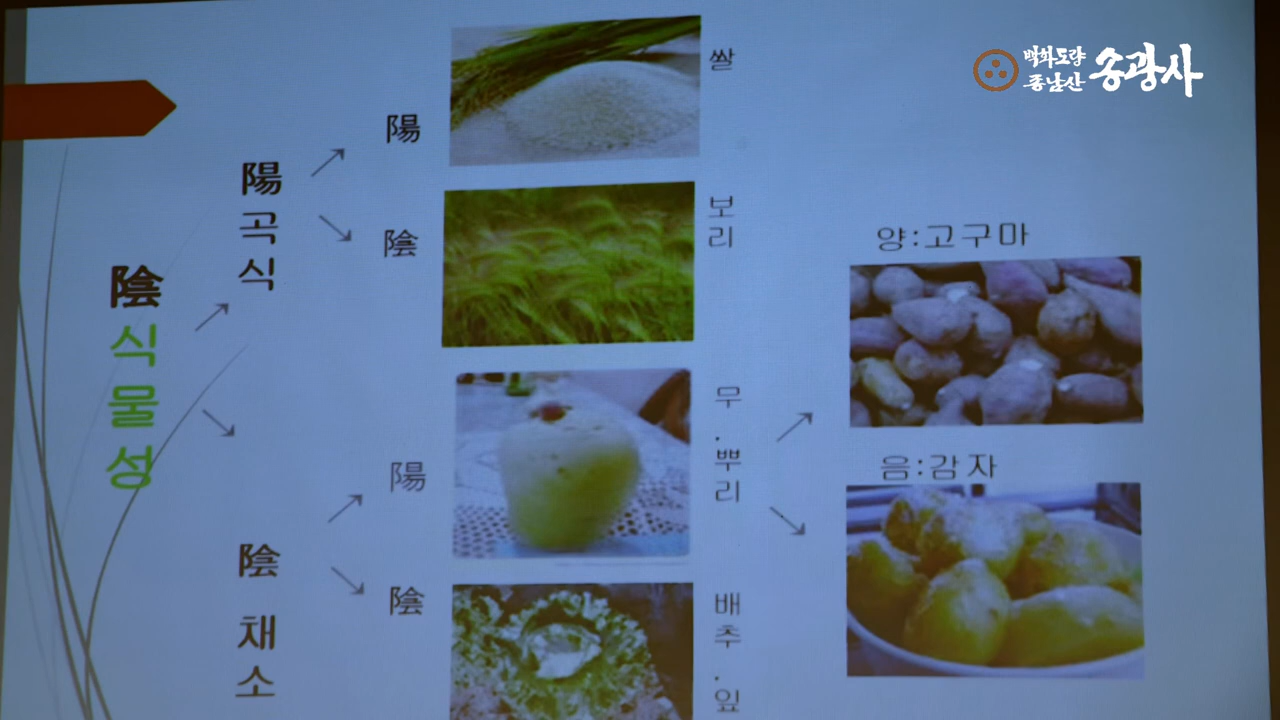 백화도량
종남산
송광사
陰식물성
陽곡식
陽
쌀
陰
보리
陰 채소
陽
무.뿌리
陰
배추.잎
양:고구마
음:감자